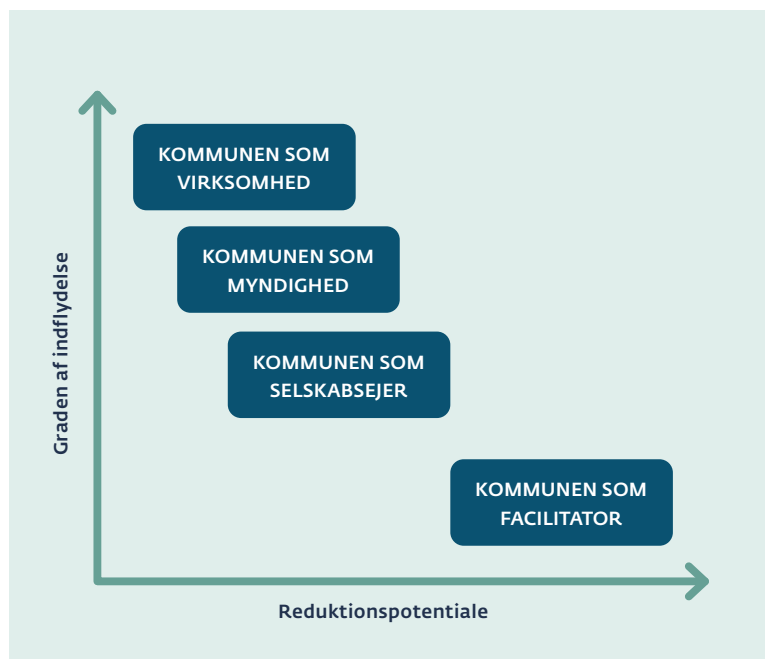 KOMMUNEN SOM
VIRKSOMHED
KOMMUNEN SOM
MYNDIGHED
KOMMUNEN SOM
SELSKABSEJER
KOMMUNEN SOM
FACILITATOR
Graden af indflydelse
Reduktionspotentiale